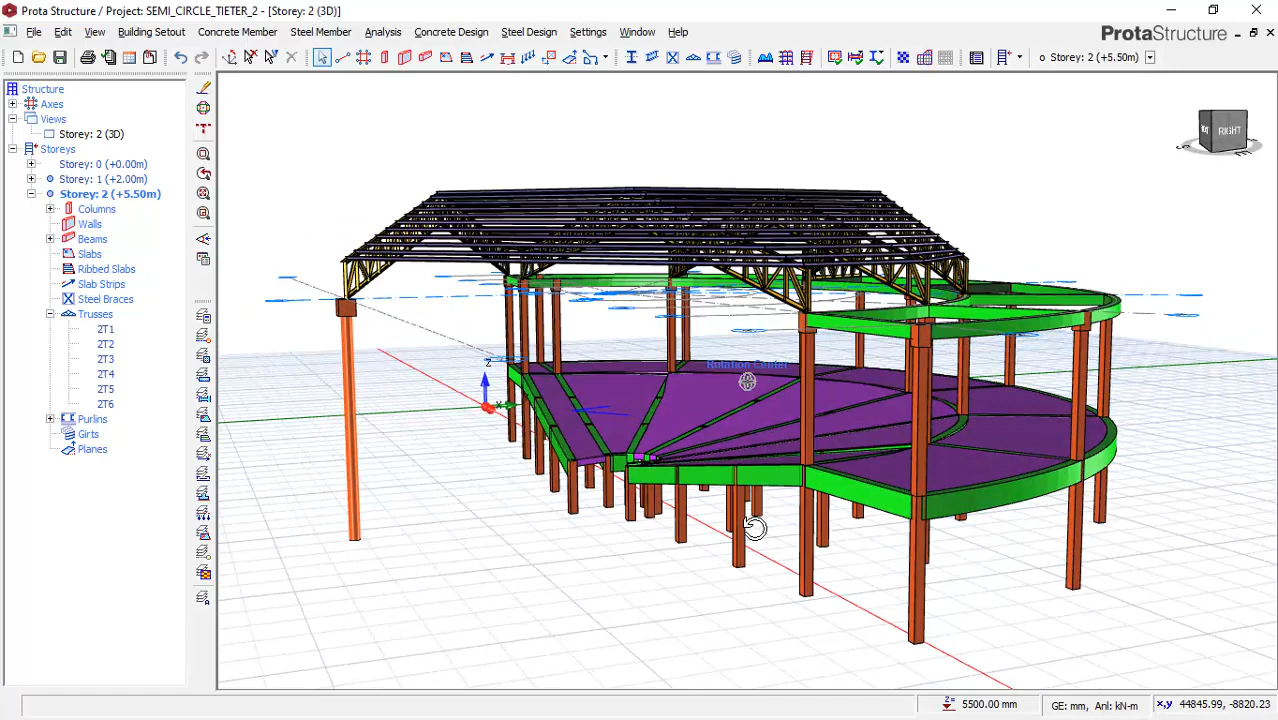 Prota Structure / Project: SEMI_CIRCLE_TIETER_2 - [Storey: 2 (3D)]
File Edit View Building Setout Concrete Member Steel Member Analysis Concrete Design Steel Design Settings Window Help
ProtaStructure
Storey: 2 (+5.50m)
Structure
Axes
Views
Storey: 2 (3D)
Storeys
Storey: 0 (+0.00m)
Storey: 1 (+2.00m)
Storey: 2 (+5.50m)
Columns
Walls
Beams
Slabs
Ribbed Slabs
Slab Strips
Steel Braces
Trusses
2T1
2T2
2T3
2T4
2T5
2T6
Purlins
Girts
Planes
RIGHT
Z
X
Rotation Center
Z= 5500.00 mm
GE: mm, Anl: kN-m
x,y 44845.99, -8820.23